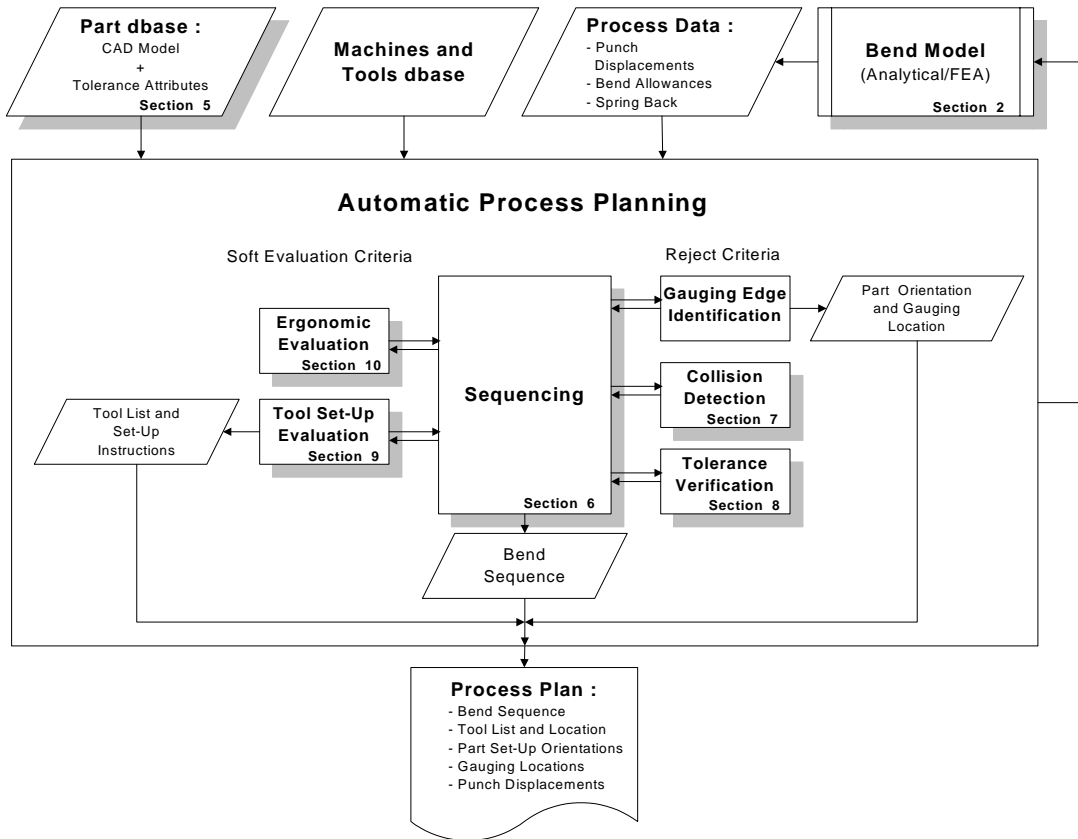 Part dbase :
CAD Model
+
Tolerance Attributes
Section 5
Machines and
Tools dbase
Process Data :
- Punch
Displacements
- Bend Allowances
- Spring Back
Bend Model
(Analytical/FEA)
Section 2
Automatic Process Planning
Soft Evaluation Criteria
Reject Criteria
Ergonomic
Evaluation
Section 10
Tool Set-Up
Evaluation
Section 9
Tool List and
Set-Up
Instructions
Sequencing
Section 6
Gauging Edge
Identification
Part Orientation
and Gauging
Location
Collision
Detection
Section 7
Tolerance
Verification
Section 8
Bend
Sequence
Process Plan :
- Bend Sequence
- Tool List and Location
- Part Set-Up Orientations
- Gauging Locations
- Punch Displacements